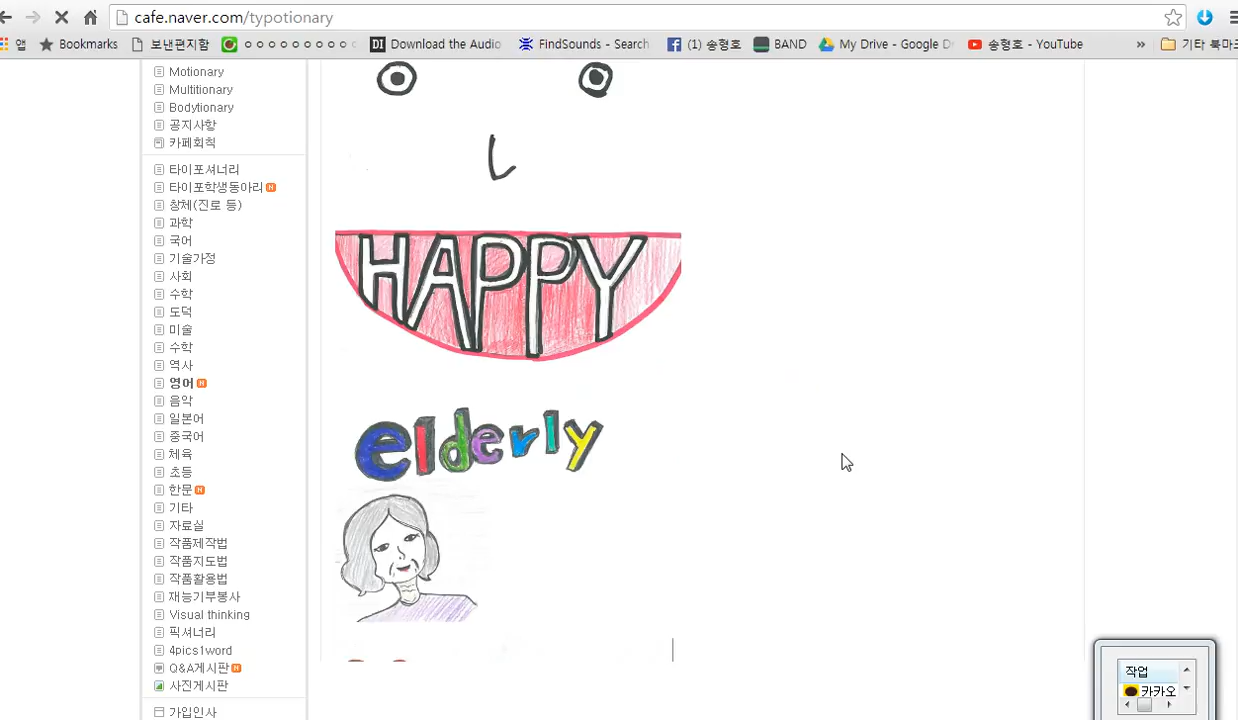 cafe.naver.com/typotionary
앱 Bookmarks 보낸편지함 ㅇㅇㅇㅇㅇㅇㅇㅇㅇ Download the Audio FindSounds - Search (1) 송형호 BAND My Drive - Google D 송형호 - YouTube » 기타 북마크
Motionary
Multitionary
Bodytionary
공지사항
카페회칙
타이포셔너리
타이포학생동아리 N
창체(진로 등)
과학
국어
기술가정
사회
수학
도덕
미술
수학
역사
영어 N
음악
일본어
중국어
체육
초등
한문 N
기타
자료실
작품제작법
작품지도법
작품활용법
재능기부봉사
Visual thinking
픽셔너리
4pics1word
Q&A게시판 N
사진게시판
가입인사
HAPPY
elderly
작업
카카오